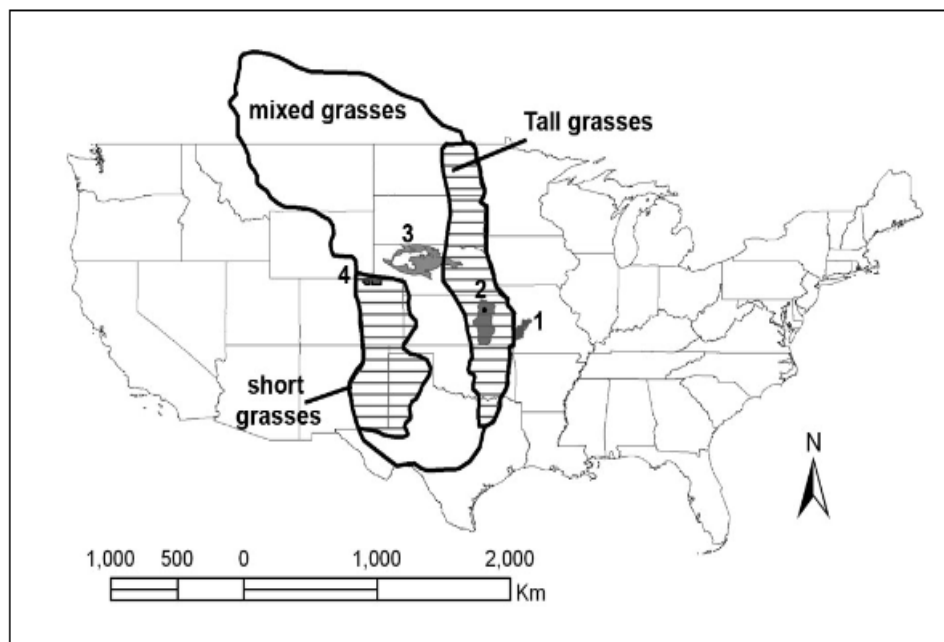 mixed grasses
Tall grasses
3
4
2
1
short
grasses
N
1,000 500 0 1,000 2,000
Km